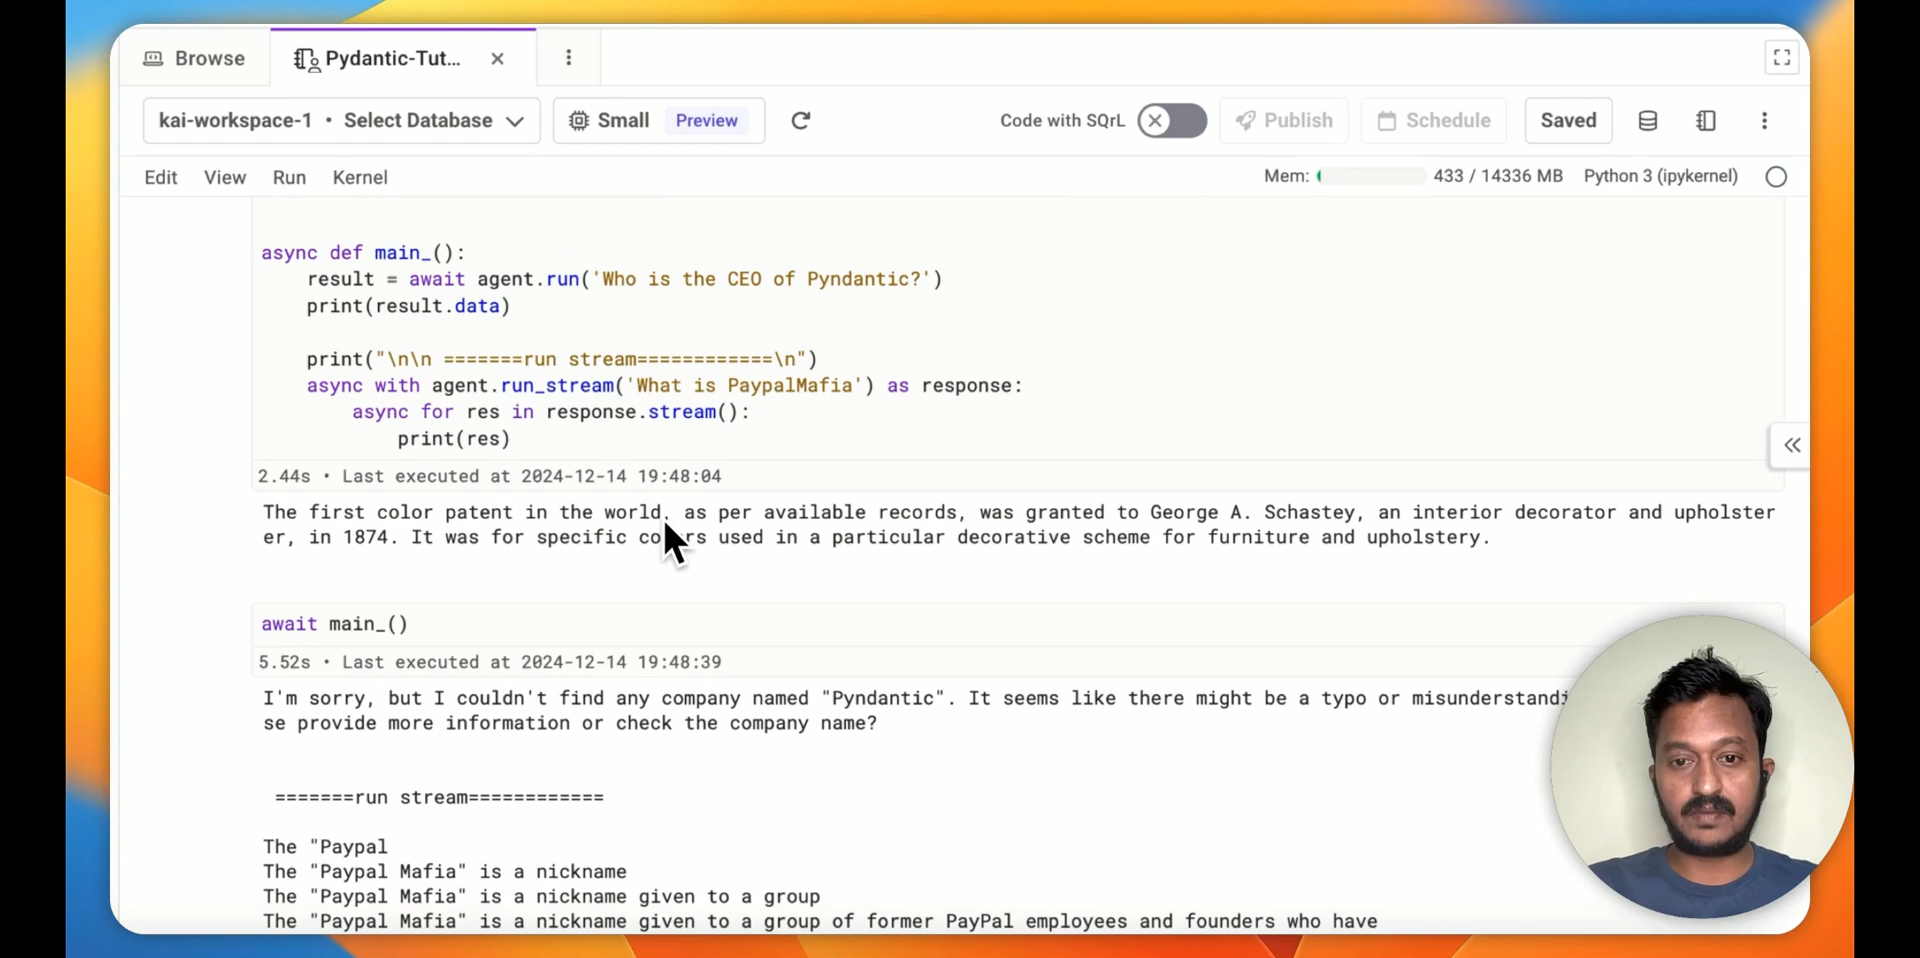 Browse
Pydantic-Tut...
kai-workspace-1 • Select Database
Small Preview
Code with SQrL
Publish
Schedule
Saved
Edit View Run Kernel
Mem: 433 / 14336 MB Python 3 (ipykernel)
async def main_():
    result = await agent.run('Who is the CEO of Pyndantic?')
    print(result.data)
    print("\n\n =======run stream============\n")
    async with agent.run_stream('What is PaypalMafia') as response:
        async for res in response.stream():
            print(res)
2.44s • Last executed at 2024-12-14 19:48:04
The first color patent in the world, as per available records, was granted to George A. Schastey, an interior decorator and upholster
er, in 1874. It was for specific colors used in a particular decorative scheme for furniture and upholstery.
await main_()
5.52s • Last executed at 2024-12-14 19:48:39
I'm sorry, but I couldn't find any company named "Pyndantic". It seems like there might be a typo or
se provide more information or check the company name?
 =======run stream============
The "Paypal
The "Paypal Mafia" is a nickname
The "Paypal Mafia" is a nickname given to a group
The "Paypal Mafia" is a nickname given to a group of former PayPal employees and founders who have